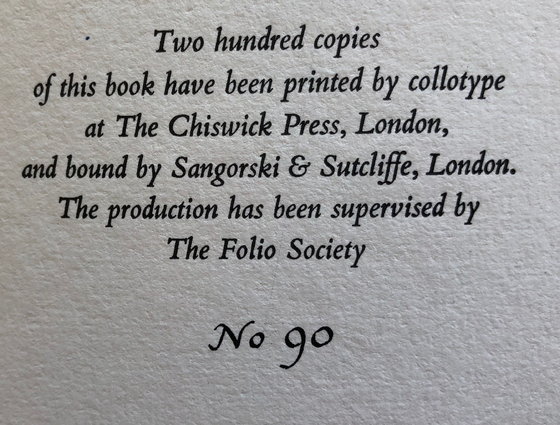 Two hundred copies
of this book have been printed by collotype
at The Chiswick Press, London,
and bound by Sangorski & Sutcliffe, London.
The production has been supervised by
The Folio Society
No 90